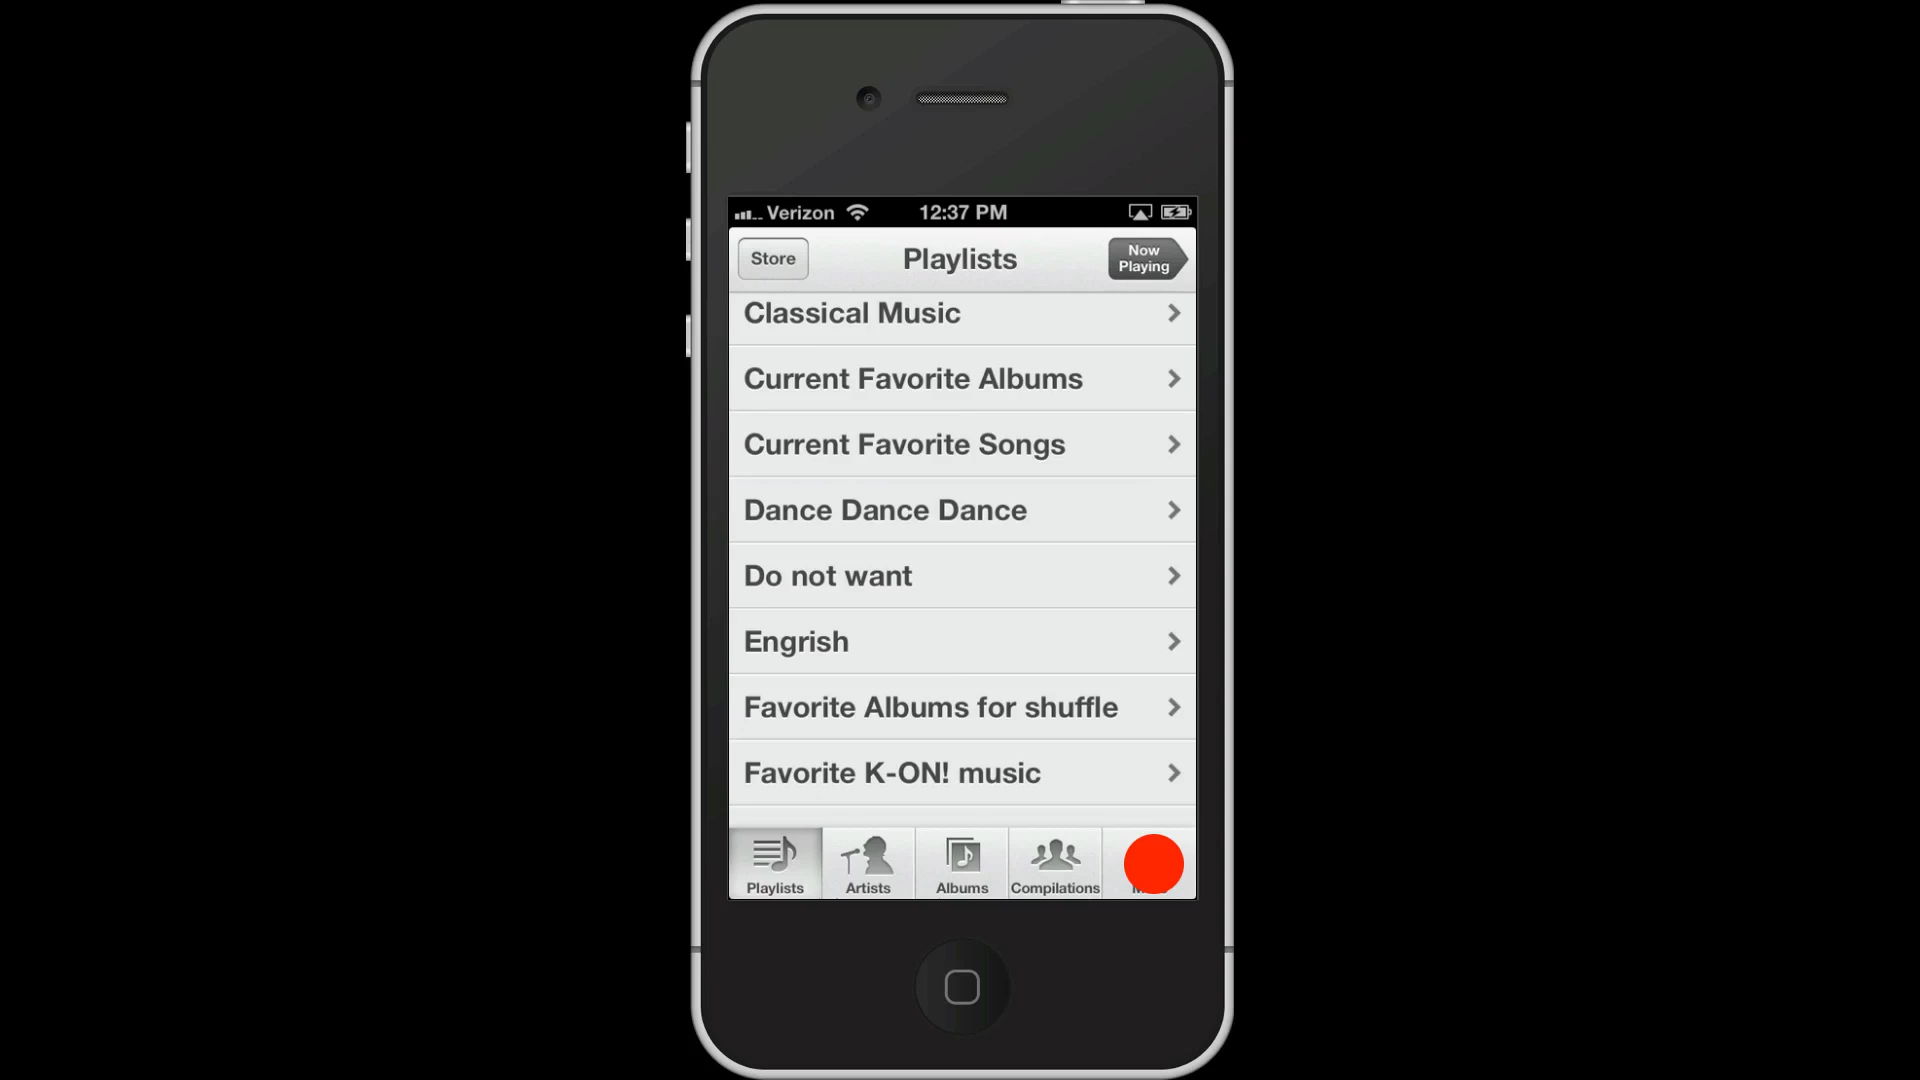 Verizon 12:37 PM
Store
Playlists
Now
Playing
Classical Music
Current Favorite Albums
Current Favorite Songs
Dance Dance Dance
Do not want
Engrish
Favorite Albums for shuffle
Favorite K-ON! music
Playlists
Artists
Albums
Compilations